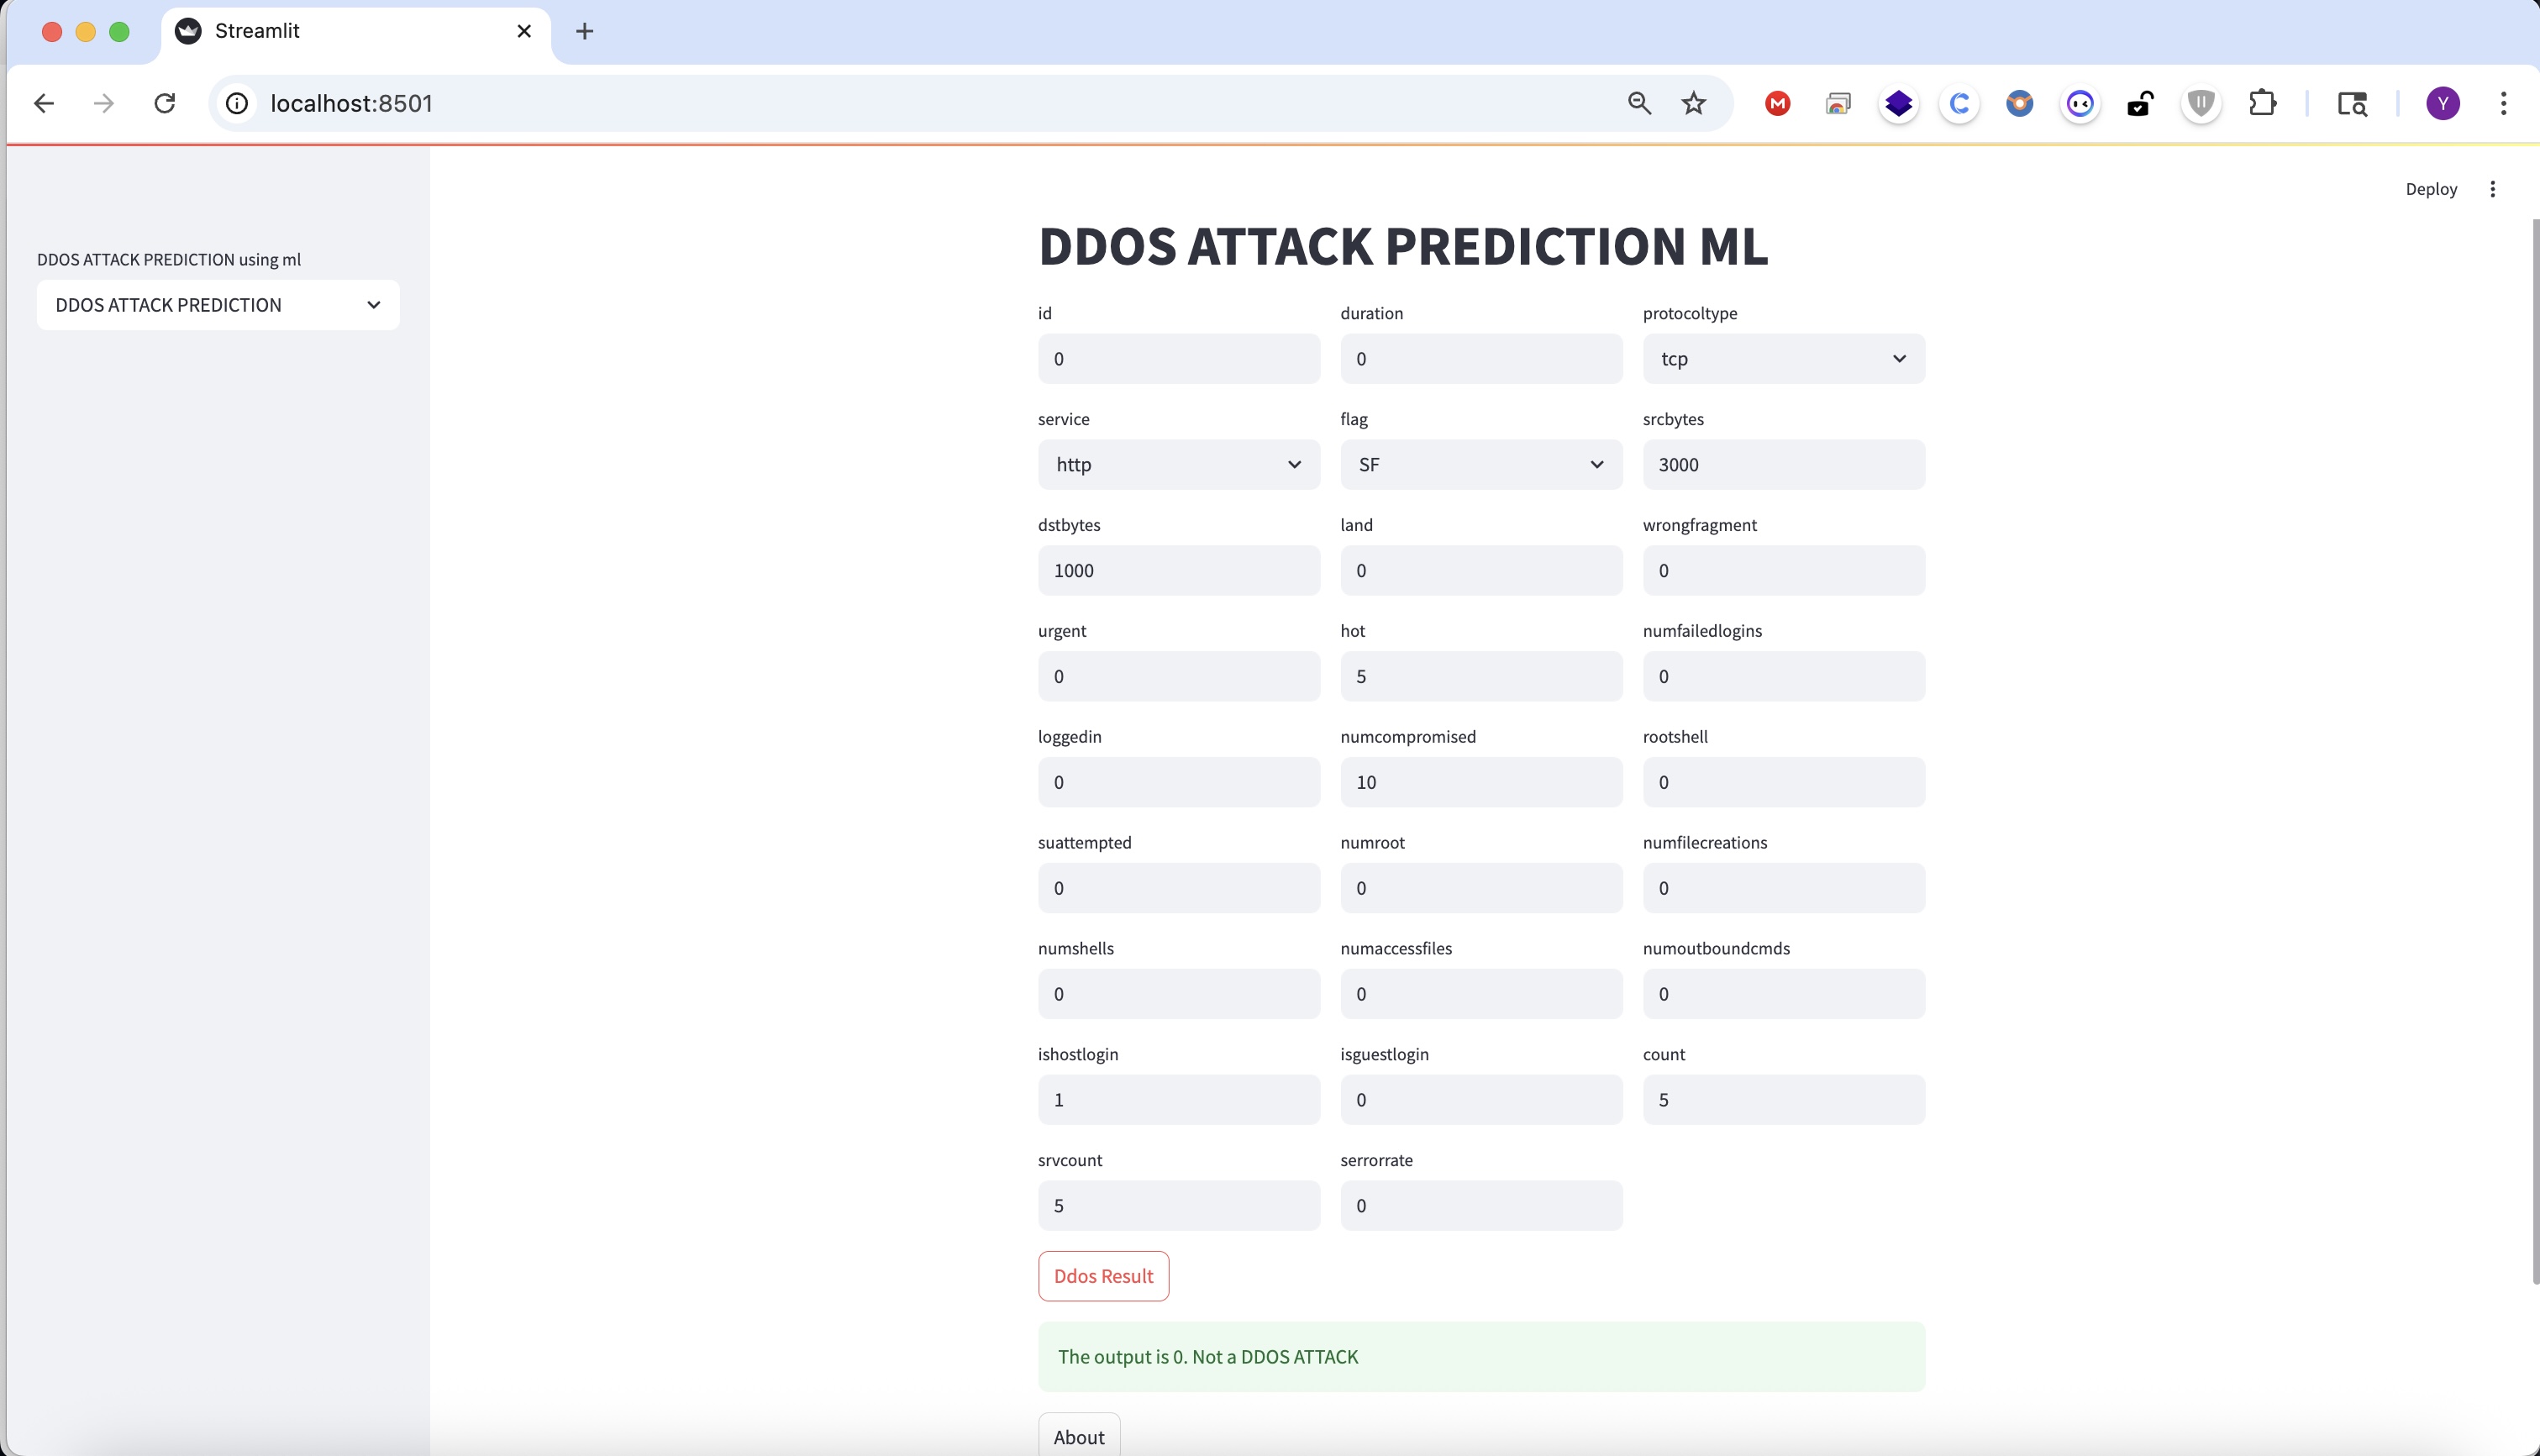 Streamlit
localhost:8501
M
C
Y
Deploy
DDOS ATTACK PREDICTION using ml
DDOS ATTACK PREDICTION
DDOS ATTACK PREDICTION ML
id duration protocoltype
0 0 tcp
service flag srcbytes
http SF 3000
dstbytes land wrongfragment
1000 0 0
urgent hot numfailedlogins
0 5 0
loggedin numcompromised rootshell
0 10 0
suattempted numroot numfilecreations
0 0 0
numshells numaccessfiles numoutboundcmds
0 0 0
ishostlogin isguestlogin count
1 0 5
srvcount serrorrate
5 0
Ddos Result
The output is 0. Not a DDOS ATTACK
About